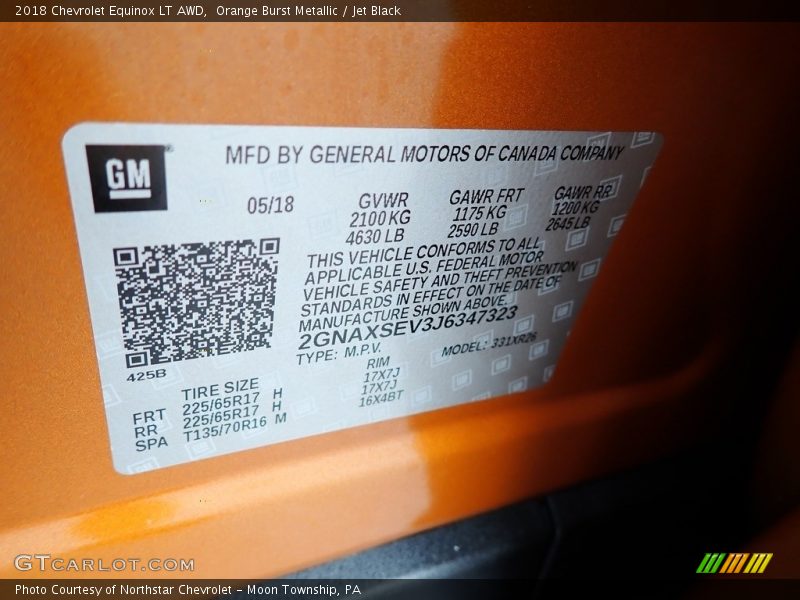 2018 Chevrolet Equinox LT AWD,  Orange Burst Metallic / Jet Black
GM
MFD BY GENERAL MOTORS OF CANADA COMPANY
05/18 GVWR GAWR FRT GAWR RR
2100 KG 1175 KG 1200 KG
4630 LB 2590 LB 2645 LB
THIS VEHICLE CONFORMS TO ALL
APPLICABLE U.S. FEDERAL MOTOR
VEHICLE SAFETY AND THEFT PREVENTION
STANDARDS IN EFFECT ON THE DATE OF
MANUFACTURE SHOWN ABOVE.
2GNAXSEV3J6347323
TYPE: M.P.V. MODEL: 331XR26
425B
TIRE SIZE RIM
FRT 225/65R17 H 17X7J
RR 225/65R17 H 17X7J
SPA T135/70R16 M 16X4BT
GTCARLOT.COM
Photo Courtesy of Northstar Chevrolet – Moon Township, PA